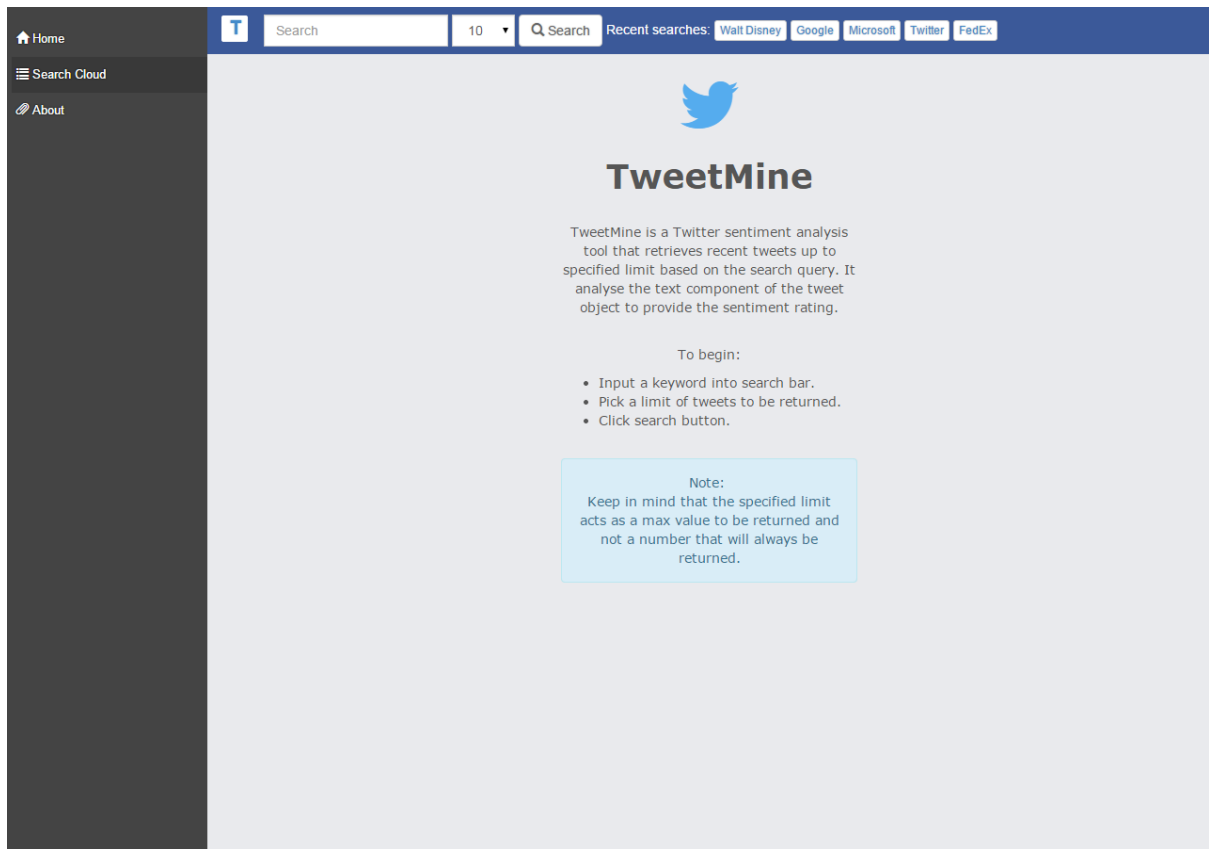 Home
Search Cloud
About
T Search 10 Search Recent searches: Walt Disney Google Microsoft Twitter FedEx
TweetMine
TweetMine is a Twitter sentiment analysis
tool that retrieves recent tweets up to
specified limit based on the search query. It
analyse the text component of the tweet
object to provide the sentiment rating.
To begin:
• Input a keyword into search bar.
• Pick a limit of tweets to be returned.
• Click search button.
Note:
Keep in mind that the specified limit
acts as a max value to be returned and
not a number that will always be
returned.